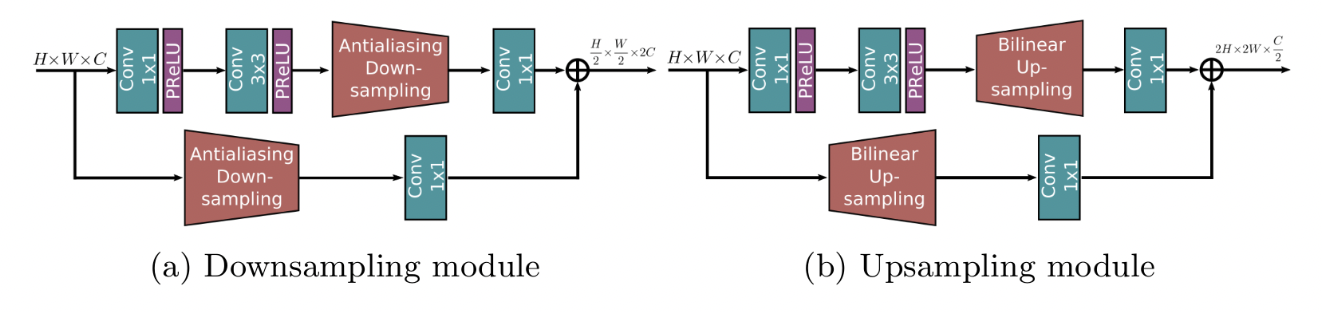 H×W×C
Conv
1x1
PReLU
Conv
3x3
PReLU
Antialiasing
Down-
sampling
Conv
1x1
H/2 × W/2 ×2C
Antialiasing
Down-
sampling
Conv
1x1
(a) Downsampling module
H×W×C
Conv
1x1
PReLU
Conv
3x3
PReLU
Bilinear
Up-
sampling
Conv
1x1
2H×2W× C/2
Bilinear
Up-
sampling
Conv
1x1
(b) Upsampling module